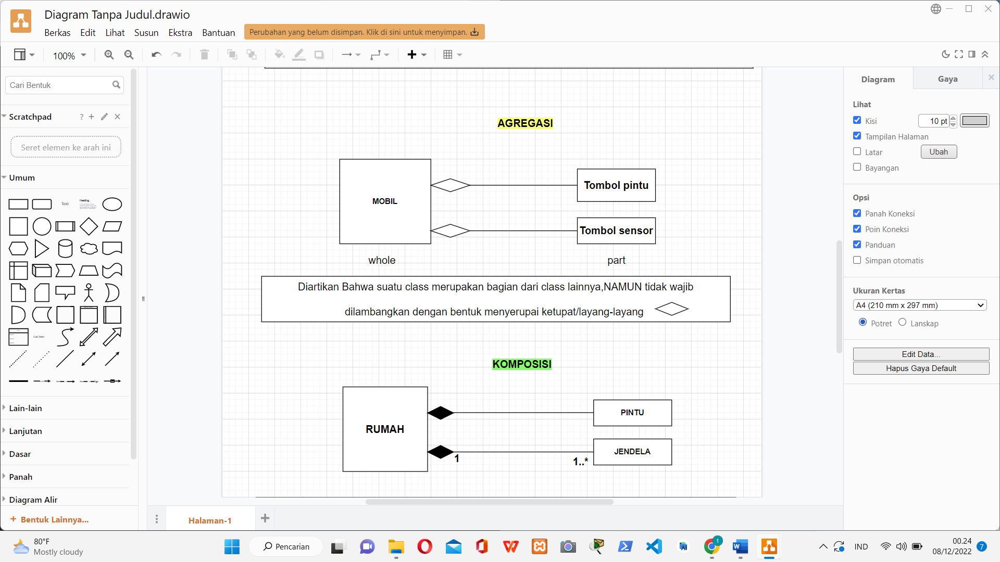 Diagram Tanpa Judul.drawio
Berkas
Edit
Lihat
Susun
Ekstra
Bantuan
Perubahan yang belum disimpan. Klik di sini untuk menyimpan.
100%
Cari Bentuk
Scratchpad
?
Seret elemen ke arah ini
Umum
Text
Heading
List Item
Lain-lain
Lanjutan
Dasar
Panah
Diagram Alir
+ Bentuk Lainnya...
AGREGASI
MOBIL
Tombol pintu
Tombol sensor
whole
part
Diartikan Bahwa suatu class merupakan bagian dari class lainnya,NAMUN tidak wajib
dilambangkan dengan bentuk menyerupai ketupat/layang-layang
KOMPOSISI
RUMAH
PINTU
JENDELA
1
1..*
Halaman-1
Diagram
Gaya
Lihat
Kisi
10 pt
Tampilan Halaman
Latar
Ubah
Bayangan
Opsi
Panah Koneksi
Poin Koneksi
Panduan
Simpan otomatis
Ukuran Kertas
A4 (210 mm x 297 mm)
Potret
Lanskap
Edit Data...
Hapus Gaya Default
80°F
Mostly cloudy
Pencarian
t
IND
00.24
08/12/2022
7